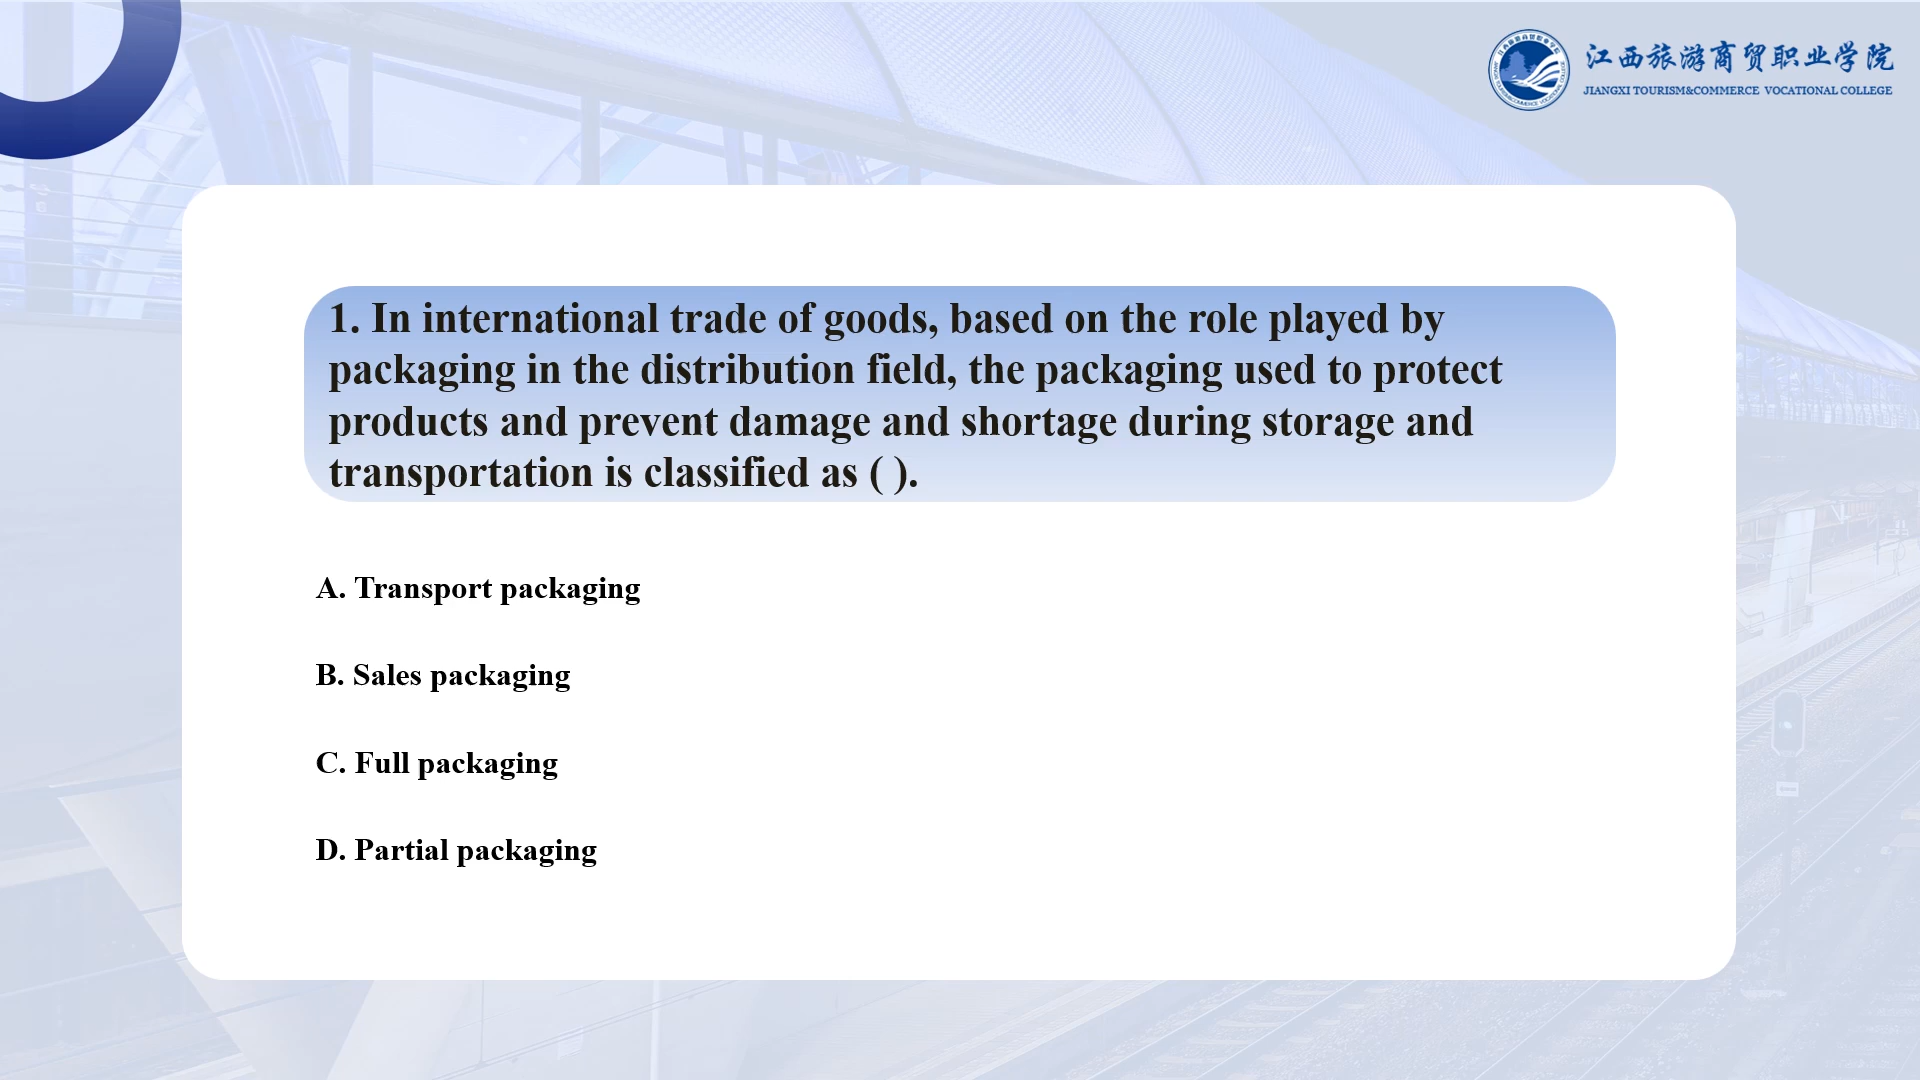 江西旅游商贸职业学院
JIANGXI TOURISM&COMMERCE VOCATIONAL COLLEGE
1. In international trade of goods, based on the role played by
packaging in the distribution field, the packaging used to protect
products and prevent damage and shortage during storage and
transportation is classified as ( ).
A. Transport packaging
B. Sales packaging
C. Full packaging
D. Partial packaging